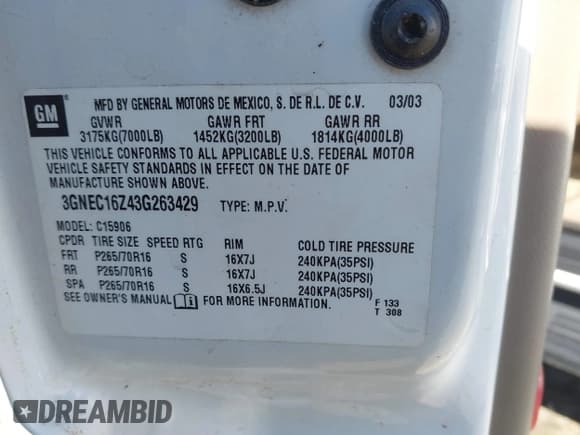 GM
MFD BY GENERAL MOTORS DE MEXICO, S. DE R.L. DE C.V. 03/03
GVWR GAWR FRT GAWR RR
3175KG(7000LB) 1452KG(3200LB) 1814KG(4000LB)
THIS VEHICLE CONFORMS TO ALL APPLICABLE U.S. FEDERAL MOTOR
VEHICLE SAFETY STANDARDS IN EFFECT ON THE DATE OF
MANUFACTURE SHOWN ABOVE.
3GNEC16Z43G263429 TYPE: M.P.V.
MODEL: C15906
CPDR TIRE SIZE SPEED RTG RIM COLD TIRE PRESSURE
FRT P265/70R16 S 16X7J 240KPA(35PSI)
RR P265/70R16 S 16X7J 240KPA(35PSI)
SPA P265/70R16 S 16X6.5J 240KPA(35PSI)
SEE OWNER'S MANUAL FOR MORE INFORMATION. F 133
T 308
DREAMBID